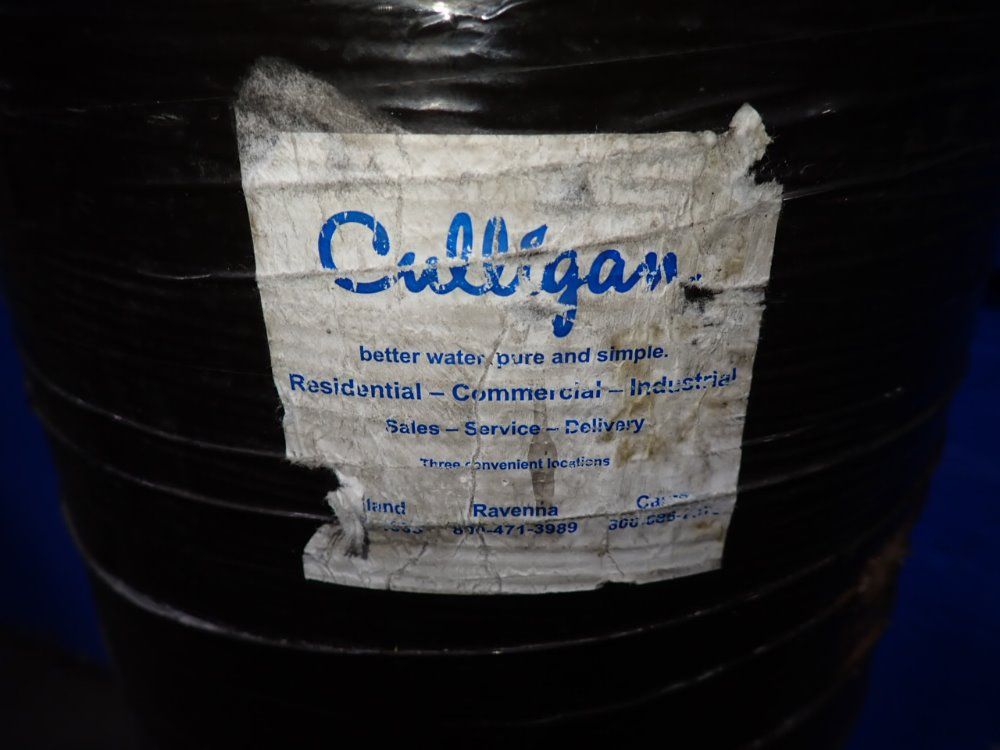 Culligan.
better water. pure and simple.
Residential – Commercial – Industrial
Sales – Service – Delivery
Three convenient locations
Ravenna
800-471-3989